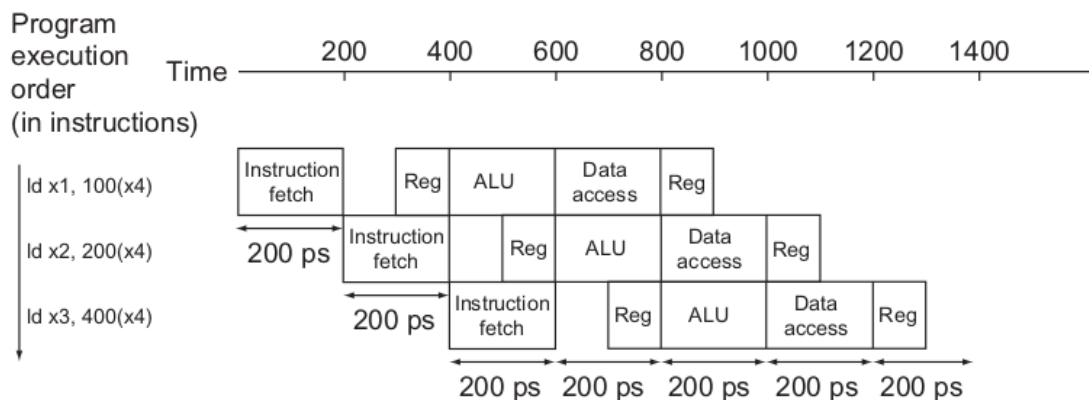 Program
execution
order
(in instructions)
Time
200 400 600 800 1000 1200 1400
ld x1, 100(x4)
Instruction
fetch
Reg
ALU
Data
access
Reg
200 ps
ld x2, 200(x4)
Instruction
fetch
Reg
ALU
Data
access
Reg
200 ps
ld x3, 400(x4)
Instruction
fetch
Reg
ALU
Data
access
Reg
200 ps 200 ps 200 ps 200 ps 200 ps